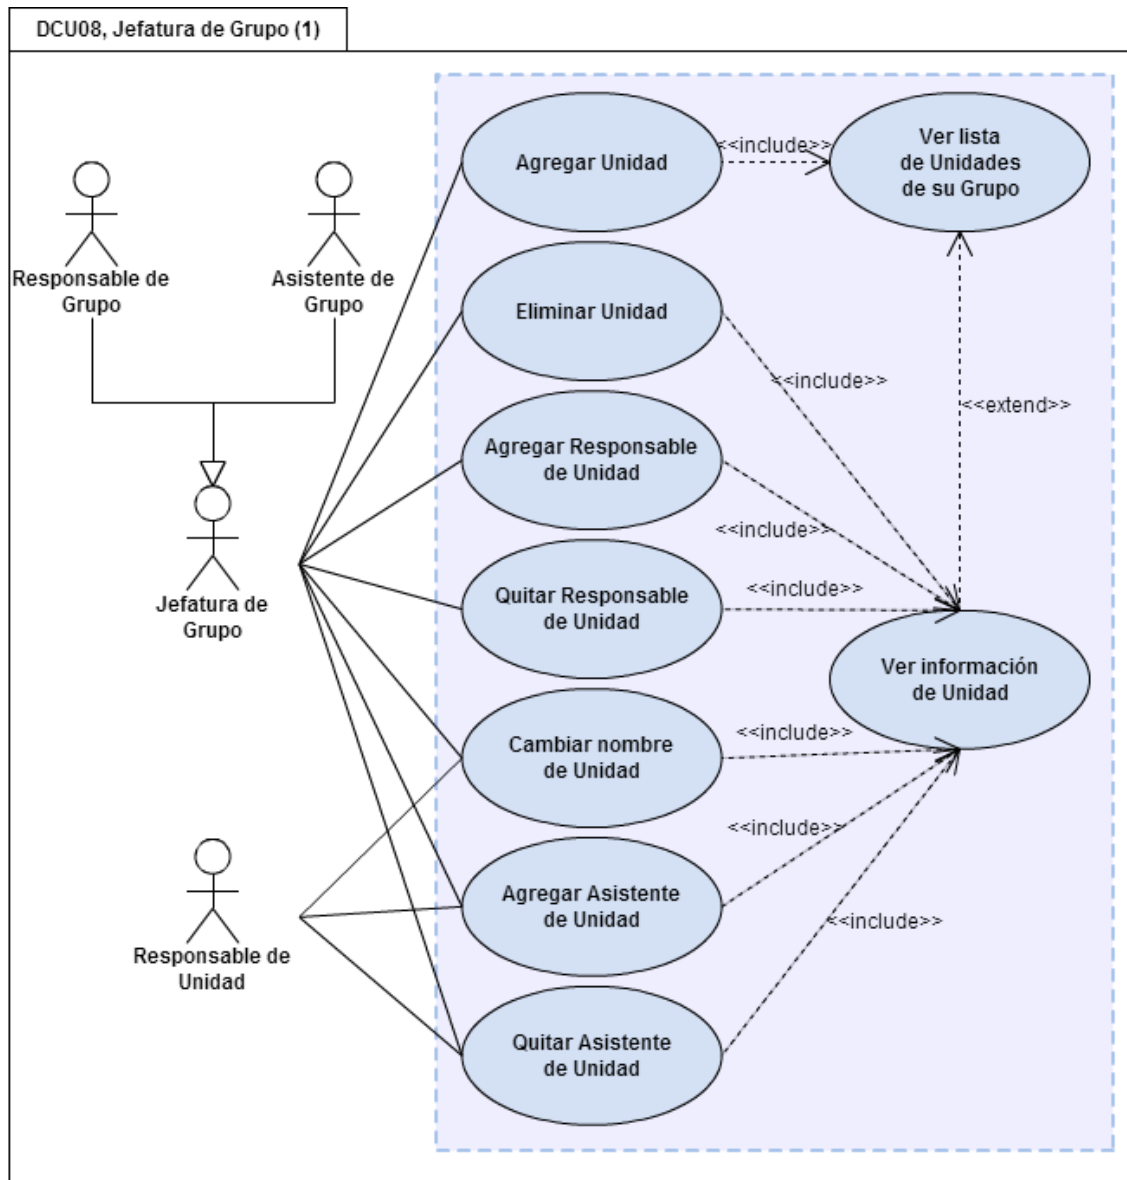 DCU08, Jefatura de Grupo (1)
Agregar Unidad
<<include>>
Ver lista
de Unidades
de su Grupo
Responsable de
Grupo
Asistente de
Grupo
Eliminar Unidad
<<include>>
<<extend>>
Agregar Responsable
de Unidad
<<include>>
Jefatura de
Grupo
Quitar Responsable
de Unidad
<<include>>
Ver información
de Unidad
Cambiar nombre
de Unidad
<<include>>
<<include>>
Agregar Asistente
de Unidad
<<include>>
Responsable de
Unidad
Quitar Asistente
de Unidad